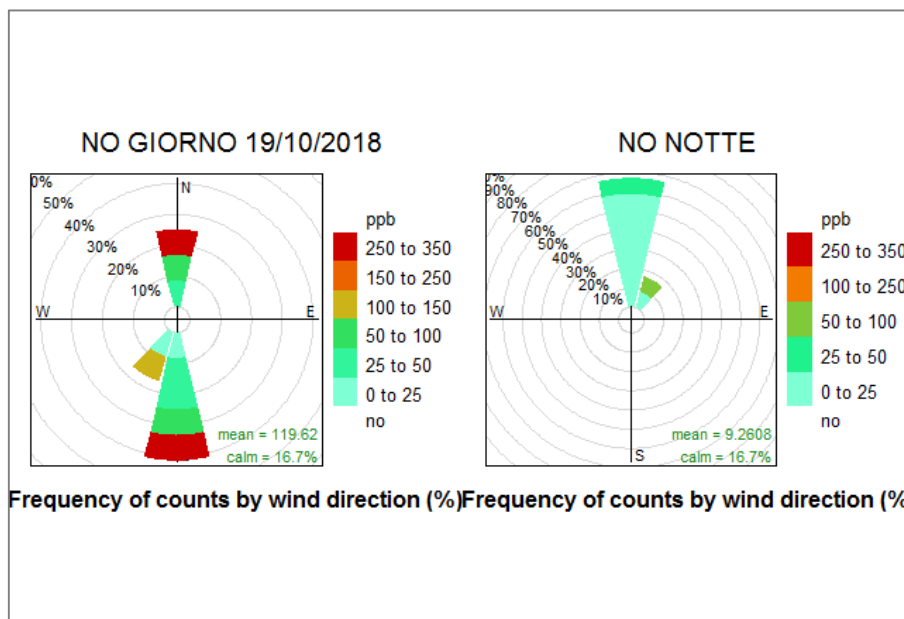 NO GIORNO 19/10/2018
0%
50%
40%
30%
20%
10%
N
W
E
mean = 119.62
calm = 16.7%
ppb
250 to 350
150 to 250
100 to 150
50 to 100
25 to 50
0 to 25
no
Frequency of counts by wind direction (%)
NO NOTTE
90%
80%
70%
60%
50%
40%
30%
20%
10%
W
E
S
mean = 9.2608
calm = 16.7%
ppb
250 to 350
100 to 250
50 to 100
25 to 50
0 to 25
no
Frequency of counts by wind direction (%